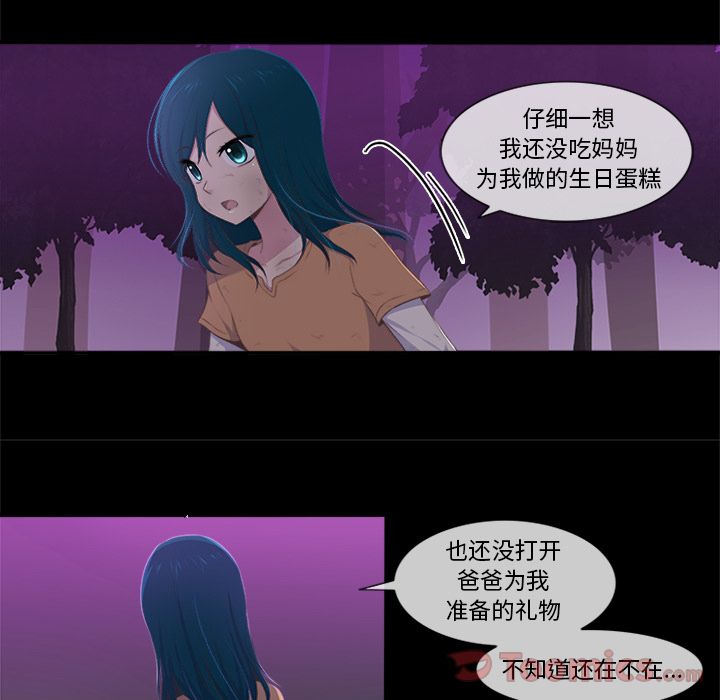 仔细一想
我还没吃妈妈
为我做的生日蛋糕
也还没打开
爸爸为我
准备的礼物
不知道还在不在...
Toomics.com